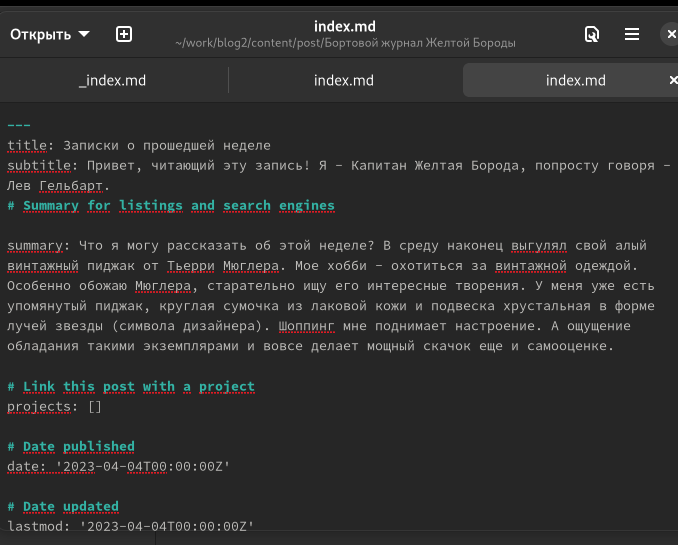 Открыть
index.md
~/work/blog2/content/post/Бортовой журнал Желтой Бороды
_index.md
index.md
index.md
---
title: Записки о прошедшей неделе
subtitle: Привет, читающий эту запись! Я - Капитан Желтая Борода, попросту говоря -
Лев Гельбарт.
# Summary for listings and search engines
summary: Что я могу рассказать об этой неделе? В среду наконец выгулял свой алый
винтажный пиджак от Тьерри Мюглера. Мое хобби - охотиться за винтажной одеждой.
Особенно обожаю Мюглера, старательно ищу его интересные творения. У меня уже есть
упомянутый пиджак, круглая сумочка из лаковой кожи и подвеска хрустальная в форме
лучей звезды (символа дизайнера). Шоппинг мне поднимает настроение. А ощущение
обладания такими экземплярами и вовсе делает мощный скачок еще и самооценке.
# Link this post with a project
projects: []
# Date published
date: '2023-04-04T00:00:00Z'
# Date updated
lastmod: '2023-04-04T00:00:00Z'